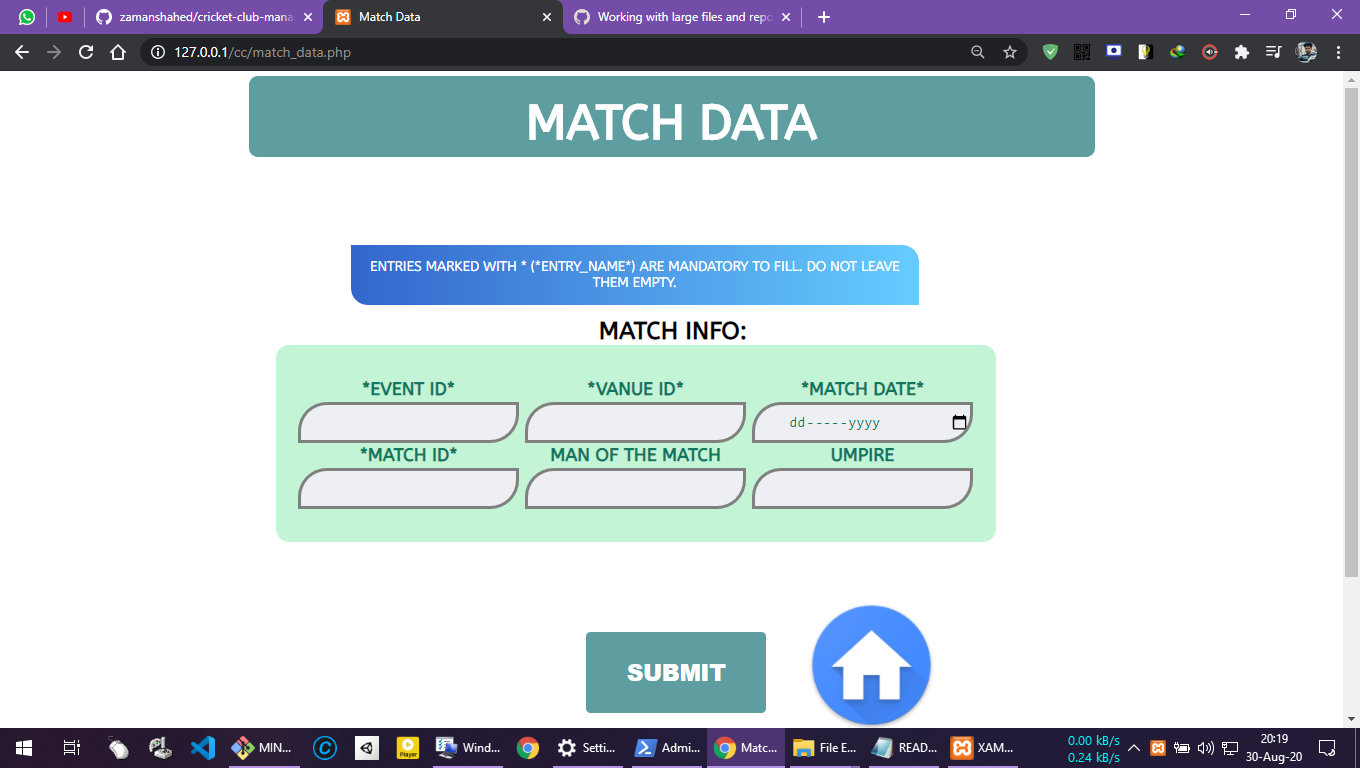 zamanshahed/cricket-club-mana
Match Data
Working with large files and repo
127.0.0.1/cc/match_data.php
MATCH DATA
ENTRIES MARKED WITH * (*ENTRY_NAME*) ARE MANDATORY TO FILL. DO NOT LEAVE
THEM EMPTY.
MATCH INFO:
*EVENT ID*
*VANUE ID*
*MATCH DATE*
dd-----yyyy
*MATCH ID*
MAN OF THE MATCH
UMPIRE
SUBMIT
Player
MIN...
Wind...
Setti...
Admi...
Matc...
File E...
READ...
XAM...
0.00 kB/s
0.24 kB/s
20:19
30-Aug-20